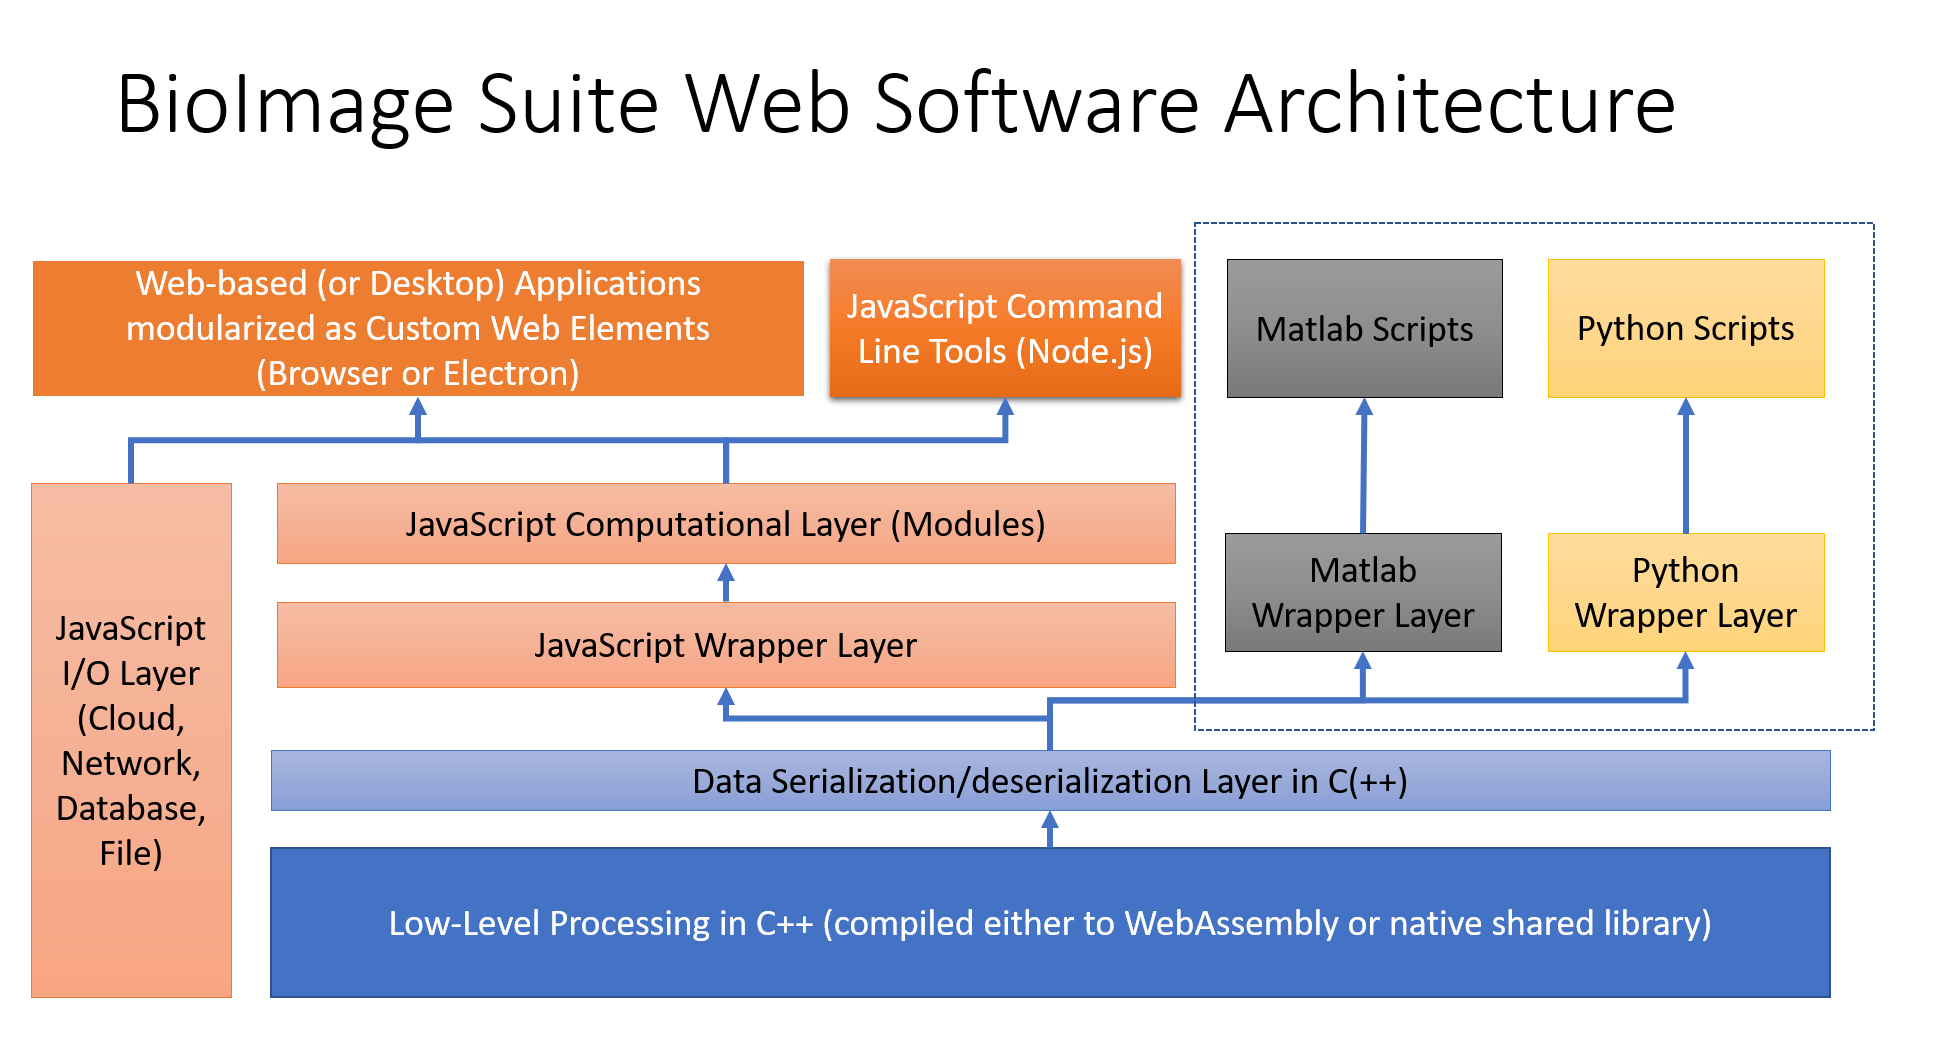 BioImage Suite Web Software Architecture
Web-based (or Desktop) Applications
modularized as Custom Web Elements
(Browser or Electron)
JavaScript Command
Line Tools (Node.js)
Matlab Scripts
Python Scripts
JavaScript Computational Layer (Modules)
JavaScript Wrapper Layer
Matlab
Wrapper Layer
Python
Wrapper Layer
JavaScript
I/O Layer
(Cloud,
Network,
Database,
File)
Data Serialization/deserialization Layer in C(++)
Low-Level Processing in C++ (compiled either to WebAssembly or native shared library)